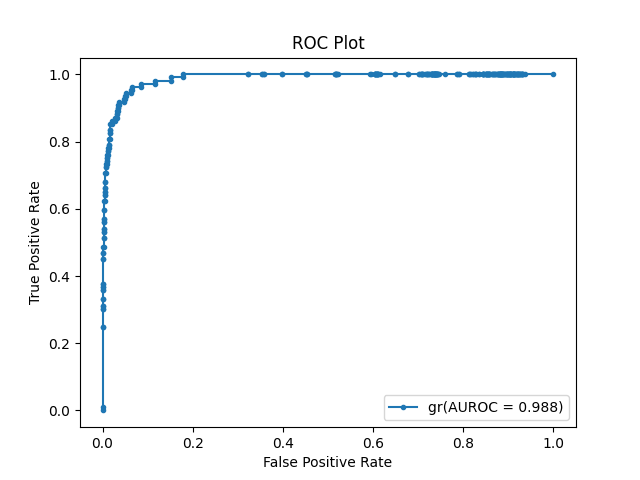 ROC Plot
True Positive Rate
1.0
0.8
0.6
0.4
0.2
0.0
gr(AUROC = 0.988)
0.0 0.2 0.4 0.6 0.8 1.0
False Positive Rate